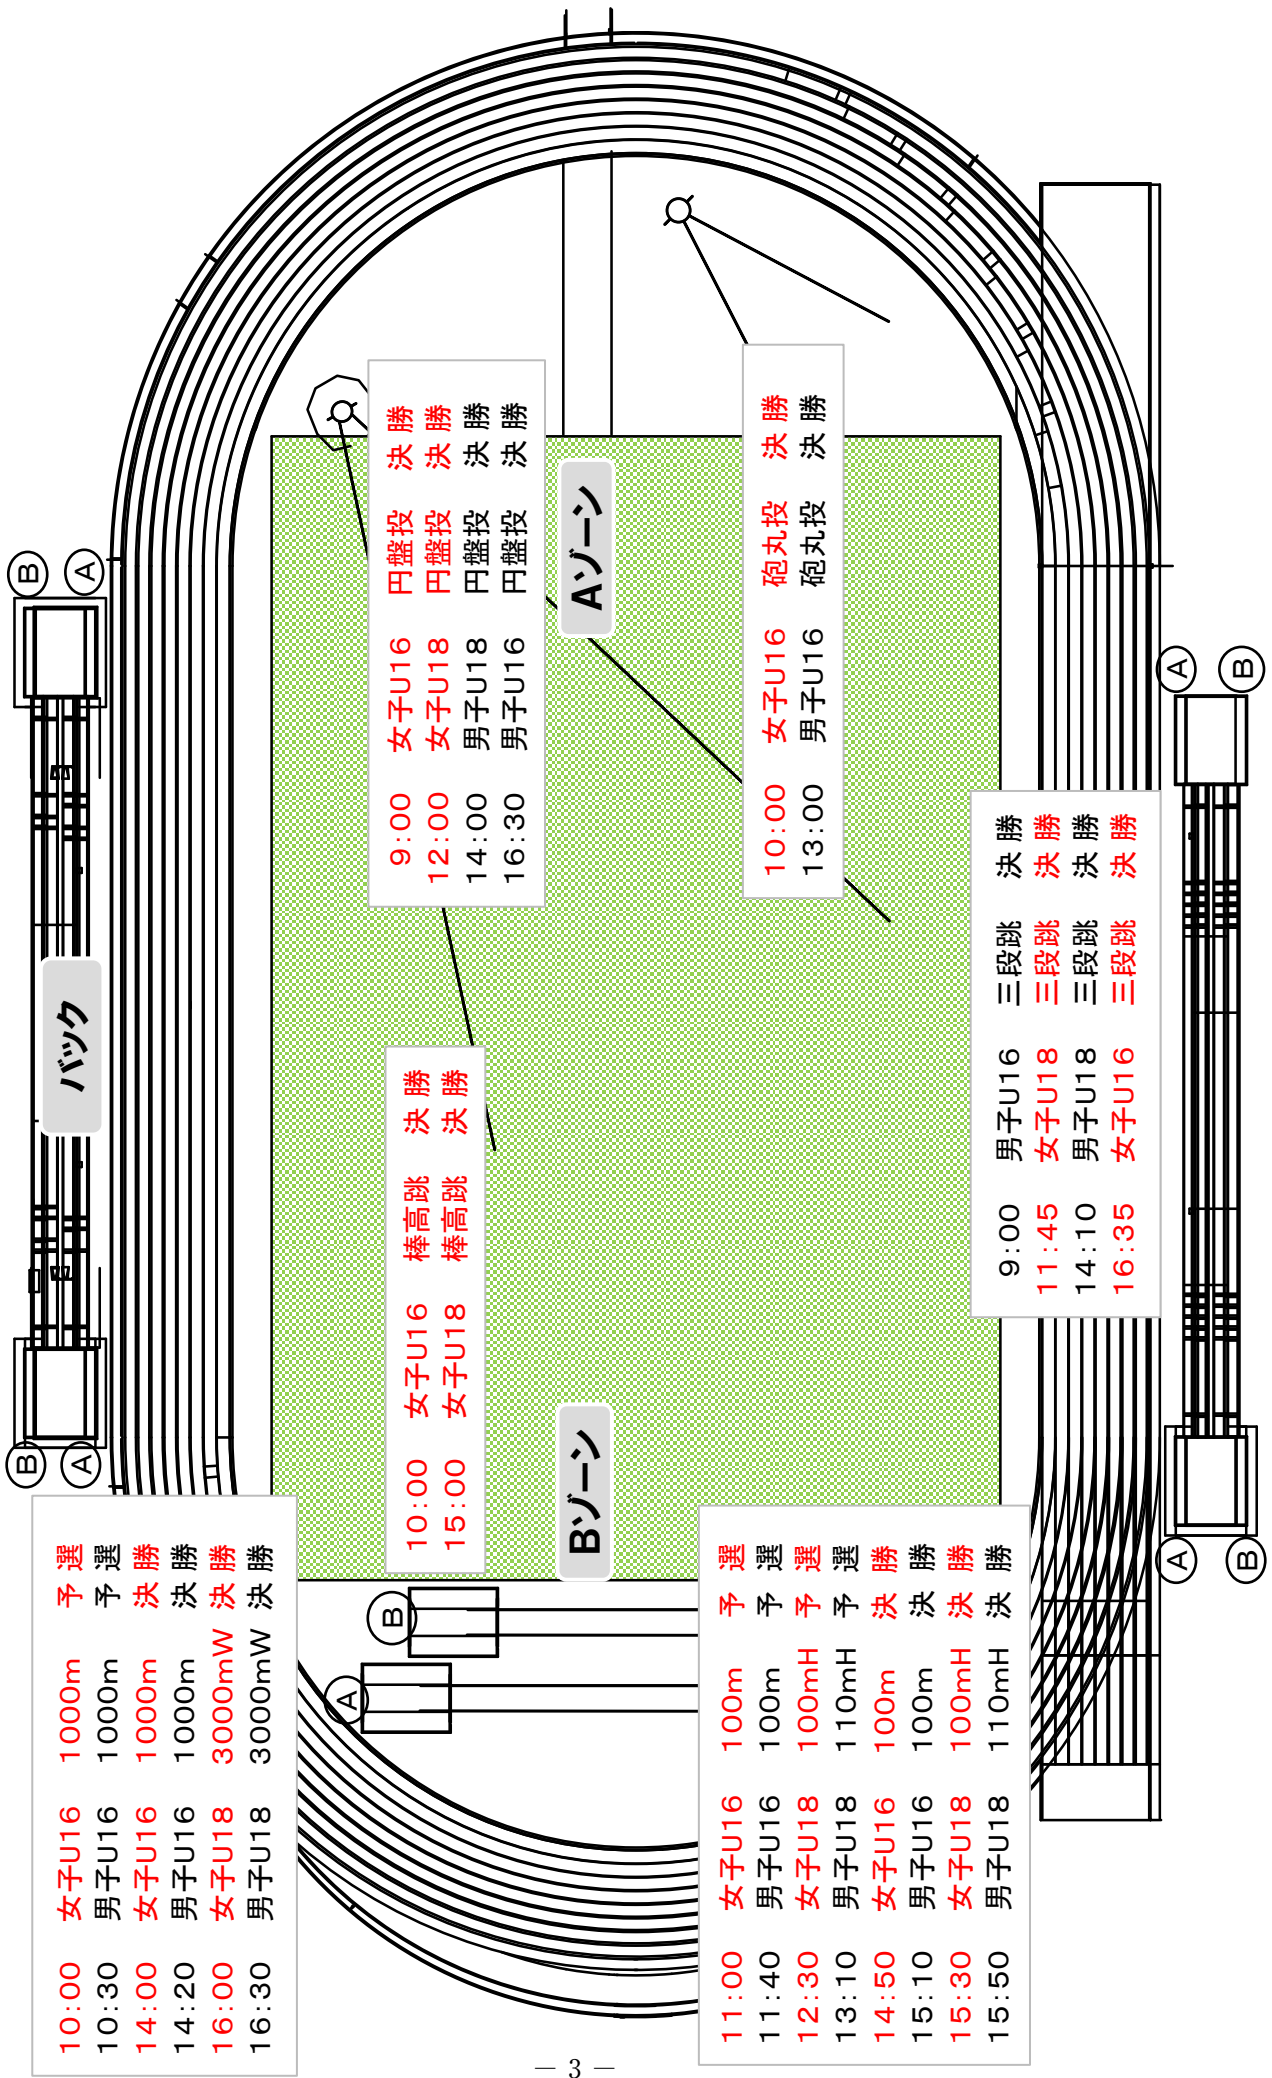 バック
B
A
B
A
10:00 女子U16 1000m 予 選
10:30 男子U16 1000m 予 選
14:00 女子U16 1000m 決 勝
14:20 男子U16 1000m 決 勝
16:00 女子U18 3000mW 決 勝
16:30 男子U18 3000mW 決 勝
9:00 女子U16 円盤投 決 勝
12:00 女子U18 円盤投 決 勝
14:00 男子U18 円盤投 決 勝
16:30 男子U16 円盤投 決 勝
10:00 女子U16 棒高跳 決 勝
15:00 女子U18 棒高跳 決 勝
B
A
Bゾーン
Aゾーン
10:00 女子U16 砲丸投 決 勝
13:00 男子U16 砲丸投 決 勝
11:00 女子U16 100m 予 選
11:40 男子U16 100m 予 選
12:30 女子U18 100mH 予 選
13:10 男子U18 110mH 予 選
14:50 女子U16 100m 決 勝
15:10 男子U16 100m 決 勝
15:30 女子U18 100mH 決 勝
15:50 男子U18 110mH 決 勝
9:00 男子U16 三段跳 決 勝
11:45 女子U18 三段跳 決 勝
14:10 男子U18 三段跳 決 勝
16:35 女子U16 三段跳 決 勝
A
B
A
B
― 3 ―